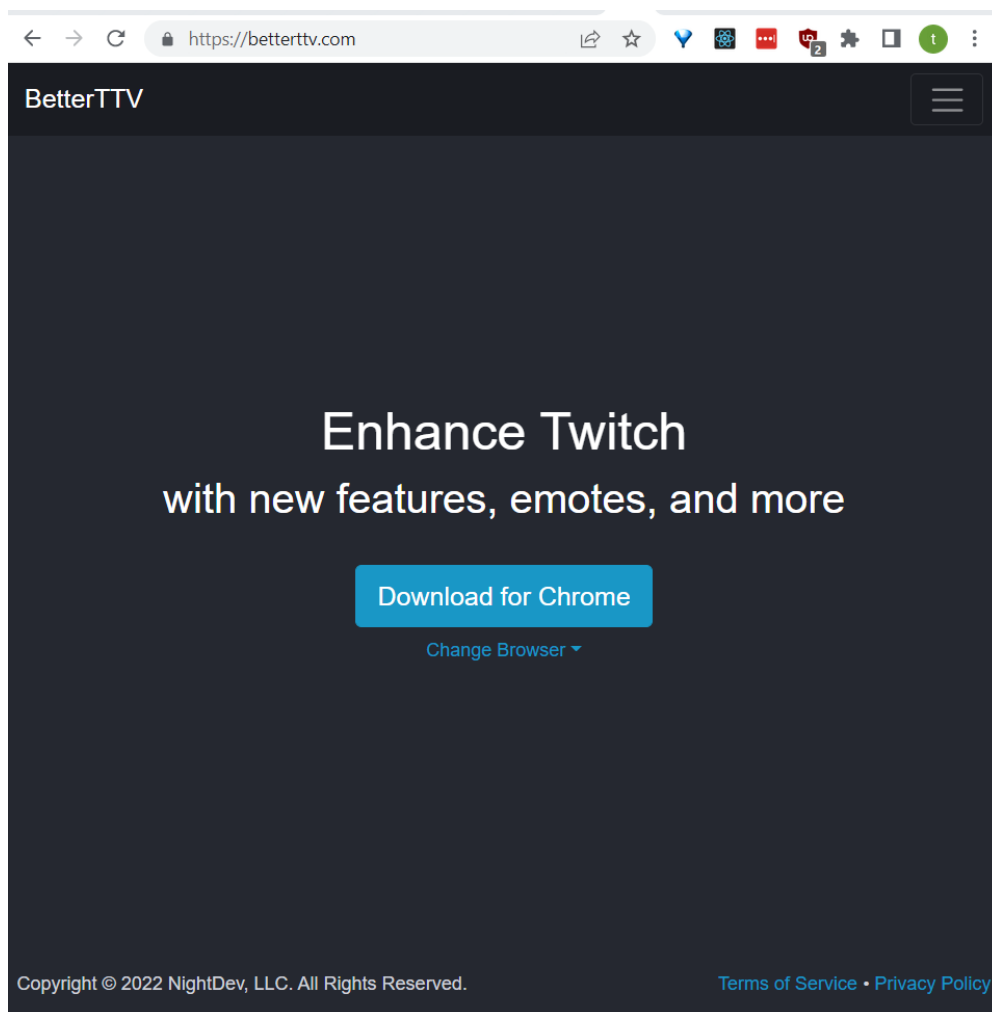 https://betterttv.com
2
t
BetterTTV
Enhance Twitch
with new features, emotes, and more
Download for Chrome
Change Browser
Copyright © 2022 NightDev, LLC. All Rights Reserved.
Terms of Service • Privacy Policy